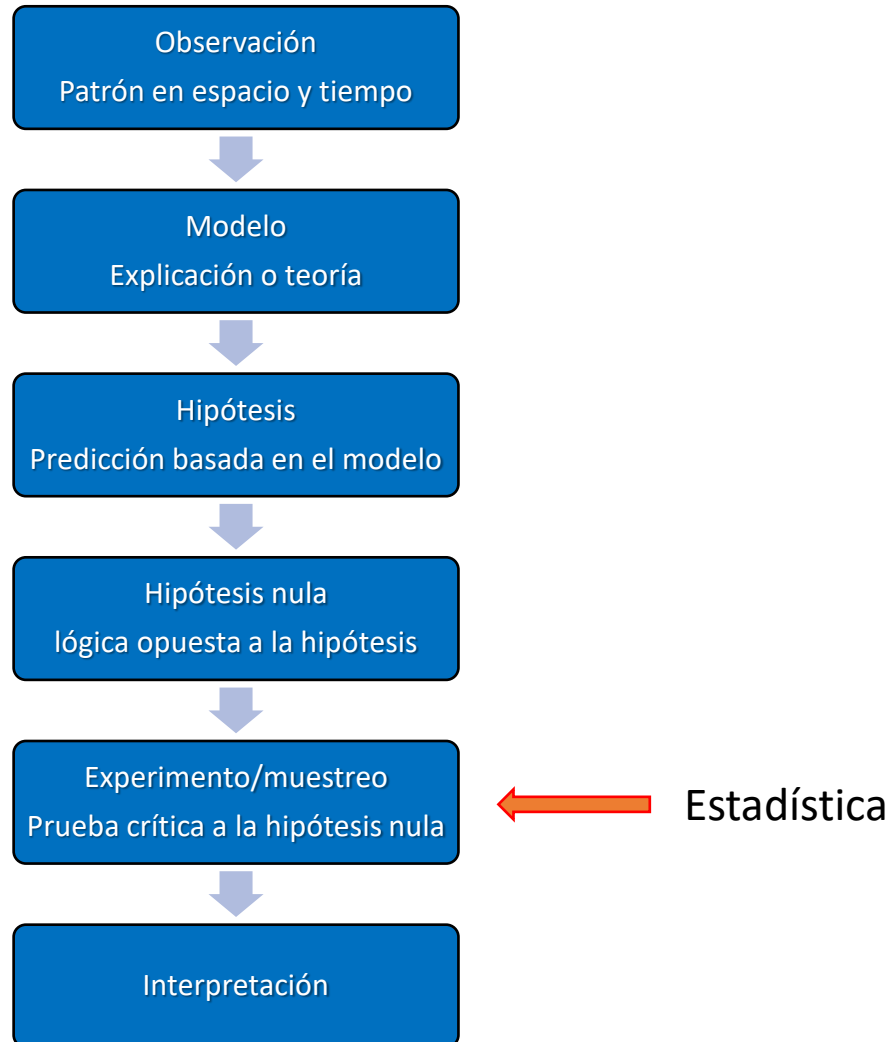 Observación
Patrón en espacio y tiempo
Modelo
Explicación o teoría
Hipótesis
Predicción basada en el modelo
Hipótesis nula
lógica opuesta a la hipótesis
Experimento/muestreo
Prueba crítica a la hipótesis nula
Estadística
Interpretación